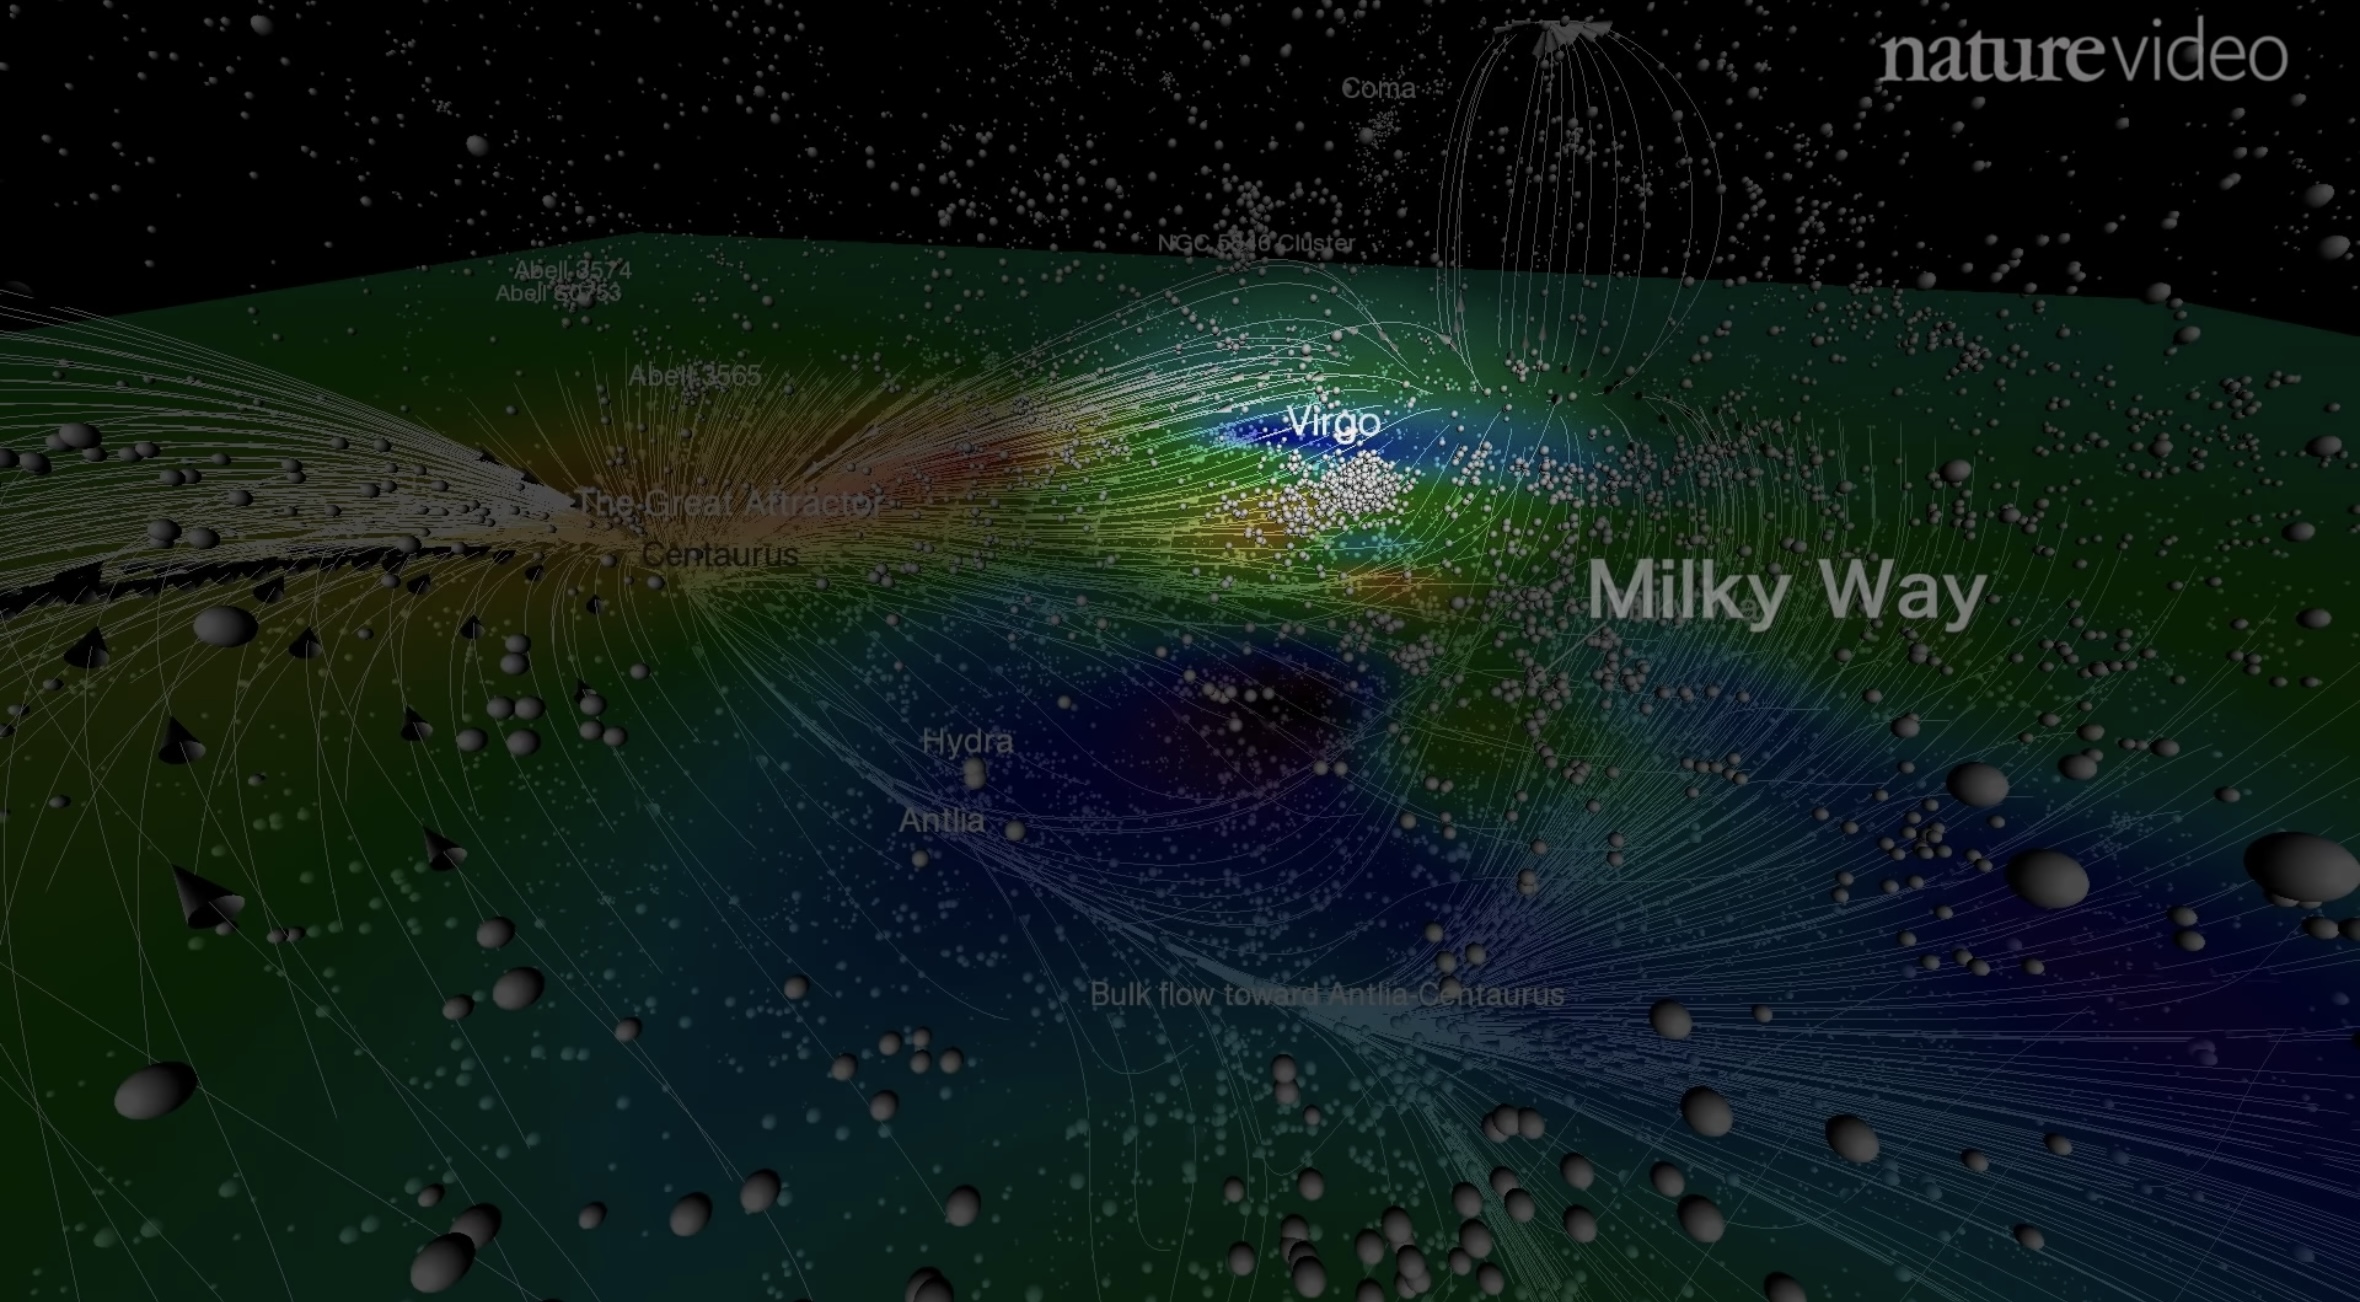 naturevideo
Coma
NGC 5846 Cluster
Abell 3574
Abell S0753
Abell 3565
Virgo
The Great Attractor
Centaurus
Milky Way
Hydra
Antlia
Bulk flow toward Antlia-Centaurus